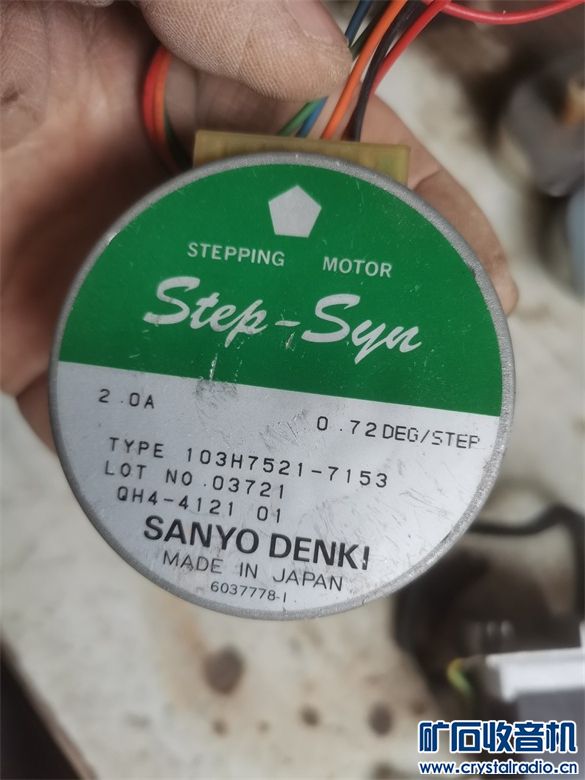 STEPPING MOTOR
Step-Syn
2.0A 0.72DEG/STEP
TYPE 103H7521-7153
LOT NO.03721
QH4-4121 01
SANYO DENKI
MADE IN JAPAN
6037778-1
矿石收音机
www.crystalradio.cn